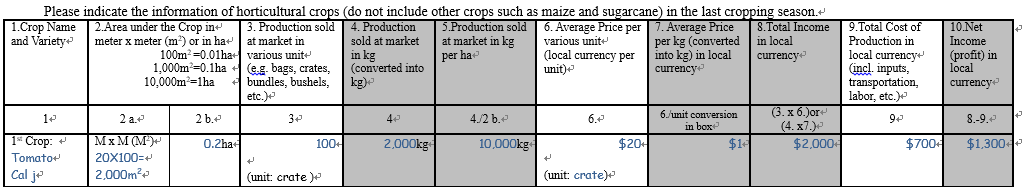 Please indicate the information of horticultural crops (do not include other crops such as maize and sugarcane) in the last cropping season.
1.Crop Name and Variety
2.Area under the Crop in meter x meter (m²) or in ha
100m²=0.01ha
1,000m²=0.1ha
10,000m²=1ha
3. Production sold at market in various unit (e.g. bags, crates, bundles, bushels, etc.)
4. Production sold at market in kg (converted into kg)
5.Production sold at market in kg per ha
6. Average Price per various unit (local currency per unit)
7. Average Price per kg (converted into kg) in local currency
8.Total Income in local currency
9.Total Cost of Production in local currency (incl. inputs, transportation, labor, etc.)
10.Net Income (profit) in local currency
1
2 a.
2 b.
3
4
4./2 b.
6.
6./unit conversion in box
(3. x 6.)or (4. x7.)
9
8.-9.
1st Crop:
Tomato
Cal j
M x M (M²)
20X100=
2,000m²
0.2ha
100
(unit: crate )
2,000kg
10,000kg
$20
(unit: crate)
$1
$2,000
$700
$1,300